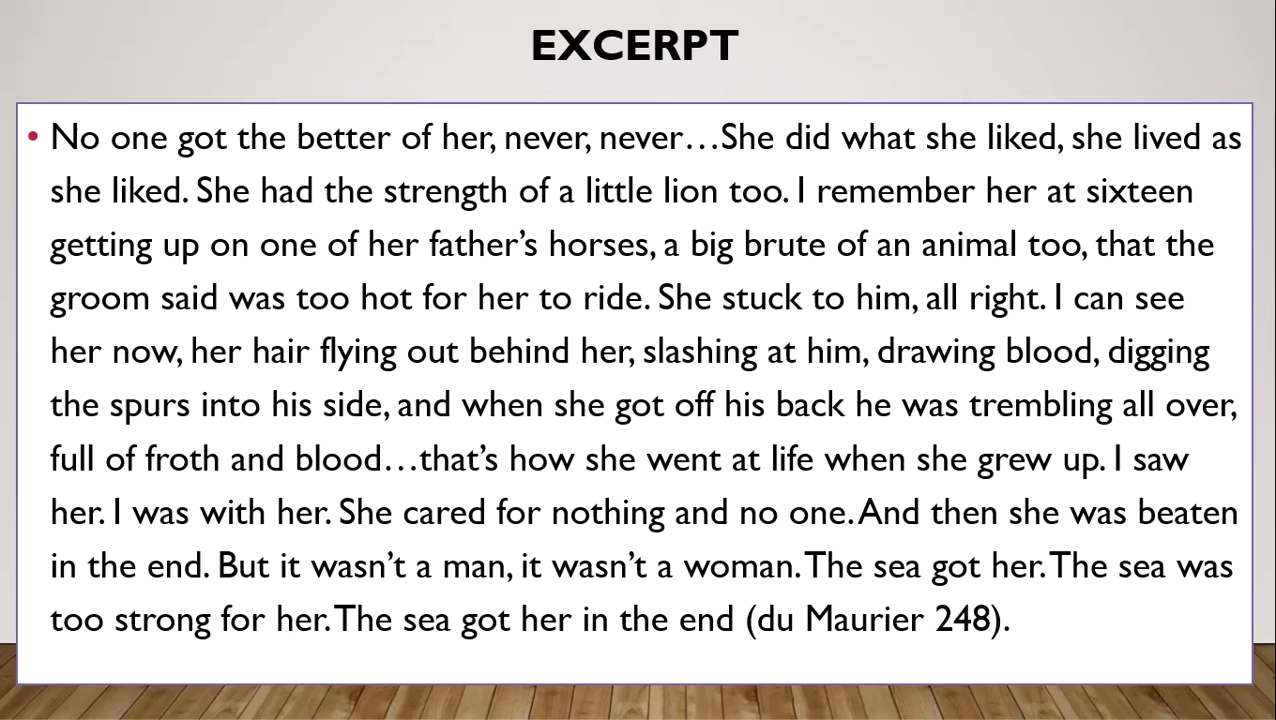 EXCERPT
• No one got the better of her, never, never…She did what she liked, she lived as
she liked. She had the strength of a little lion too. I remember her at sixteen
getting up on one of her father’s horses, a big brute of an animal too, that the
groom said was too hot for her to ride. She stuck to him, all right. I can see
her now, her hair flying out behind her, slashing at him, drawing blood, digging
the spurs into his side, and when she got off his back he was trembling all over,
full of froth and blood…that’s how she went at life when she grew up. I saw
her. I was with her. She cared for nothing and no one. And then she was beaten
in the end. But it wasn’t a man, it wasn’t a woman. The sea got her. The sea was
too strong for her. The sea got her in the end (du Maurier 248).